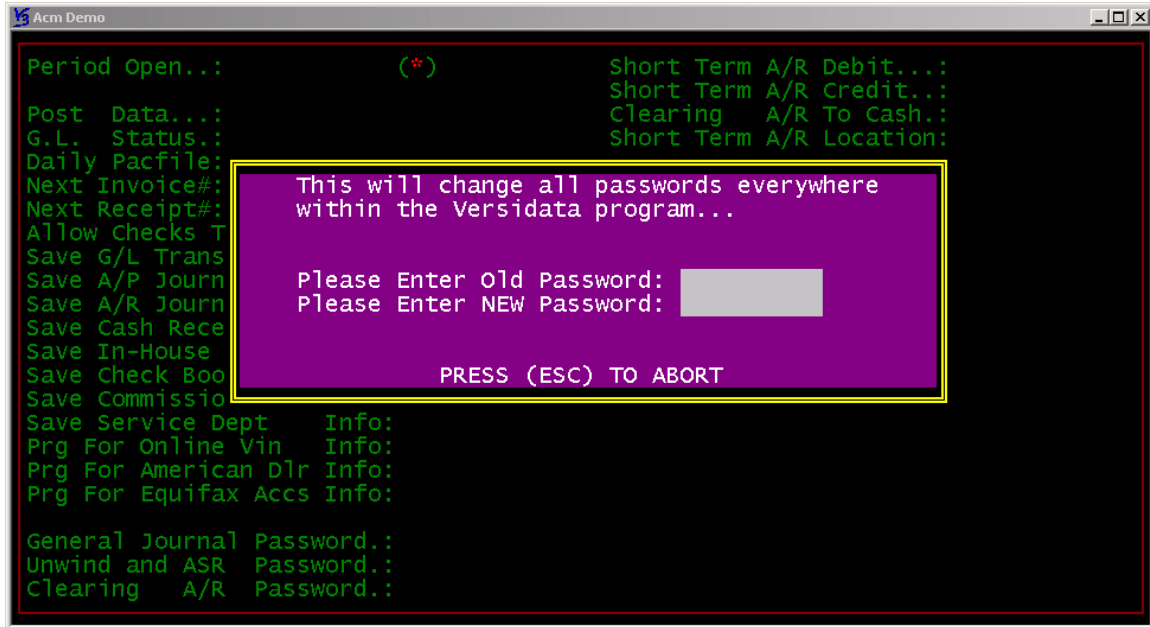 Acm Demo
Period Open..: (*) Short Term A/R Debit...:
Short Term A/R Credit..:
Post Data...: Clearing A/R To Cash.:
G.L. Status.: Short Term A/R Location:
Daily Pacfile:
Next Invoice#: This will change all passwords everywhere
Next Receipt#: within the Versidata program...
Allow Checks T
Save G/L Trans
Save A/P Journ Please Enter Old Password:
Save A/R Journ Please Enter NEW Password:
Save Cash Rece
Save In-House
Save Check Boo PRESS (ESC) TO ABORT
Save Commissio
Save Service Dept Info:
Prg For Online Vin Info:
Prg For American Dlr Info:
Prg For Equifax Accs Info:
General Journal Password.:
Unwind and ASR Password.:
Clearing A/R Password.: